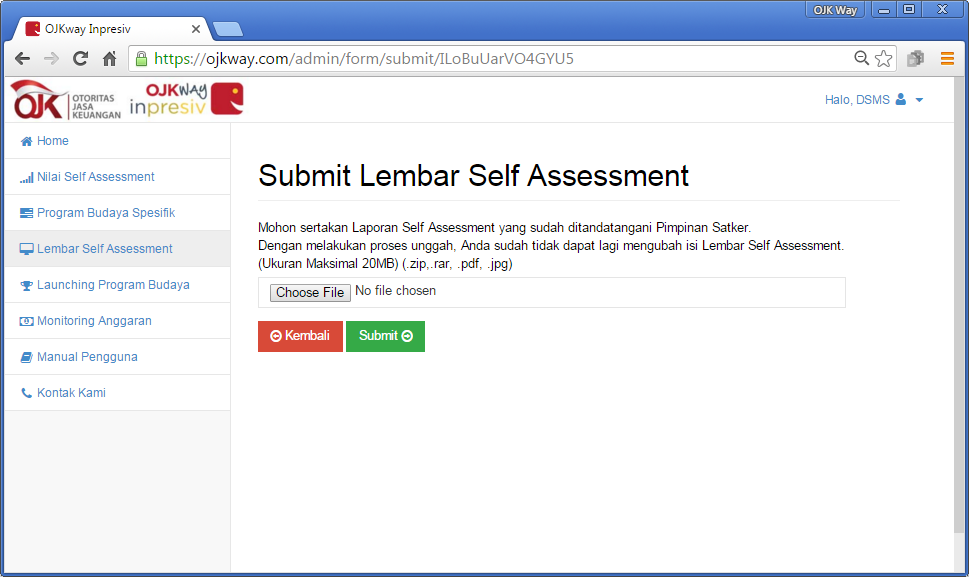 OJK Way
OJKway Inpresiv
https://ojkway.com/admin/form/submit/ILoBuUarVO4GYU5
OJK
OTORITAS
JASA
KEUANGAN
OJKWAY
inpresiv
Halo, DSMS
Home
Nilai Self Assessment
Program Budaya Spesifik
Lembar Self Assessment
Launching Program Budaya
Monitoring Anggaran
Manual Pengguna
Kontak Kami
Submit Lembar Self Assessment
Mohon sertakan Laporan Self Assessment yang sudah ditandatangani Pimpinan Satker.
Dengan melakukan proses unggah, Anda sudah tidak dapat lagi mengubah isi Lembar Self Assessment.
(Ukuran Maksimal 20MB) (.zip,.rar, .pdf, .jpg)
Choose File No file chosen
Kembali Submit